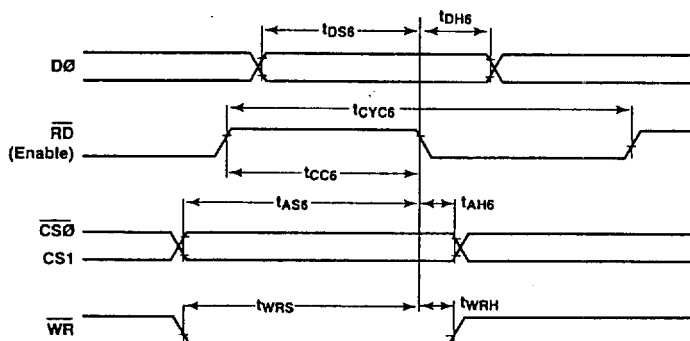 tDS6 tDH6
DØ
tCYC6
RD
(Enable)
tCC6
tAS6 tAH6
CSØ
CS1
tWRS tWRH
WR